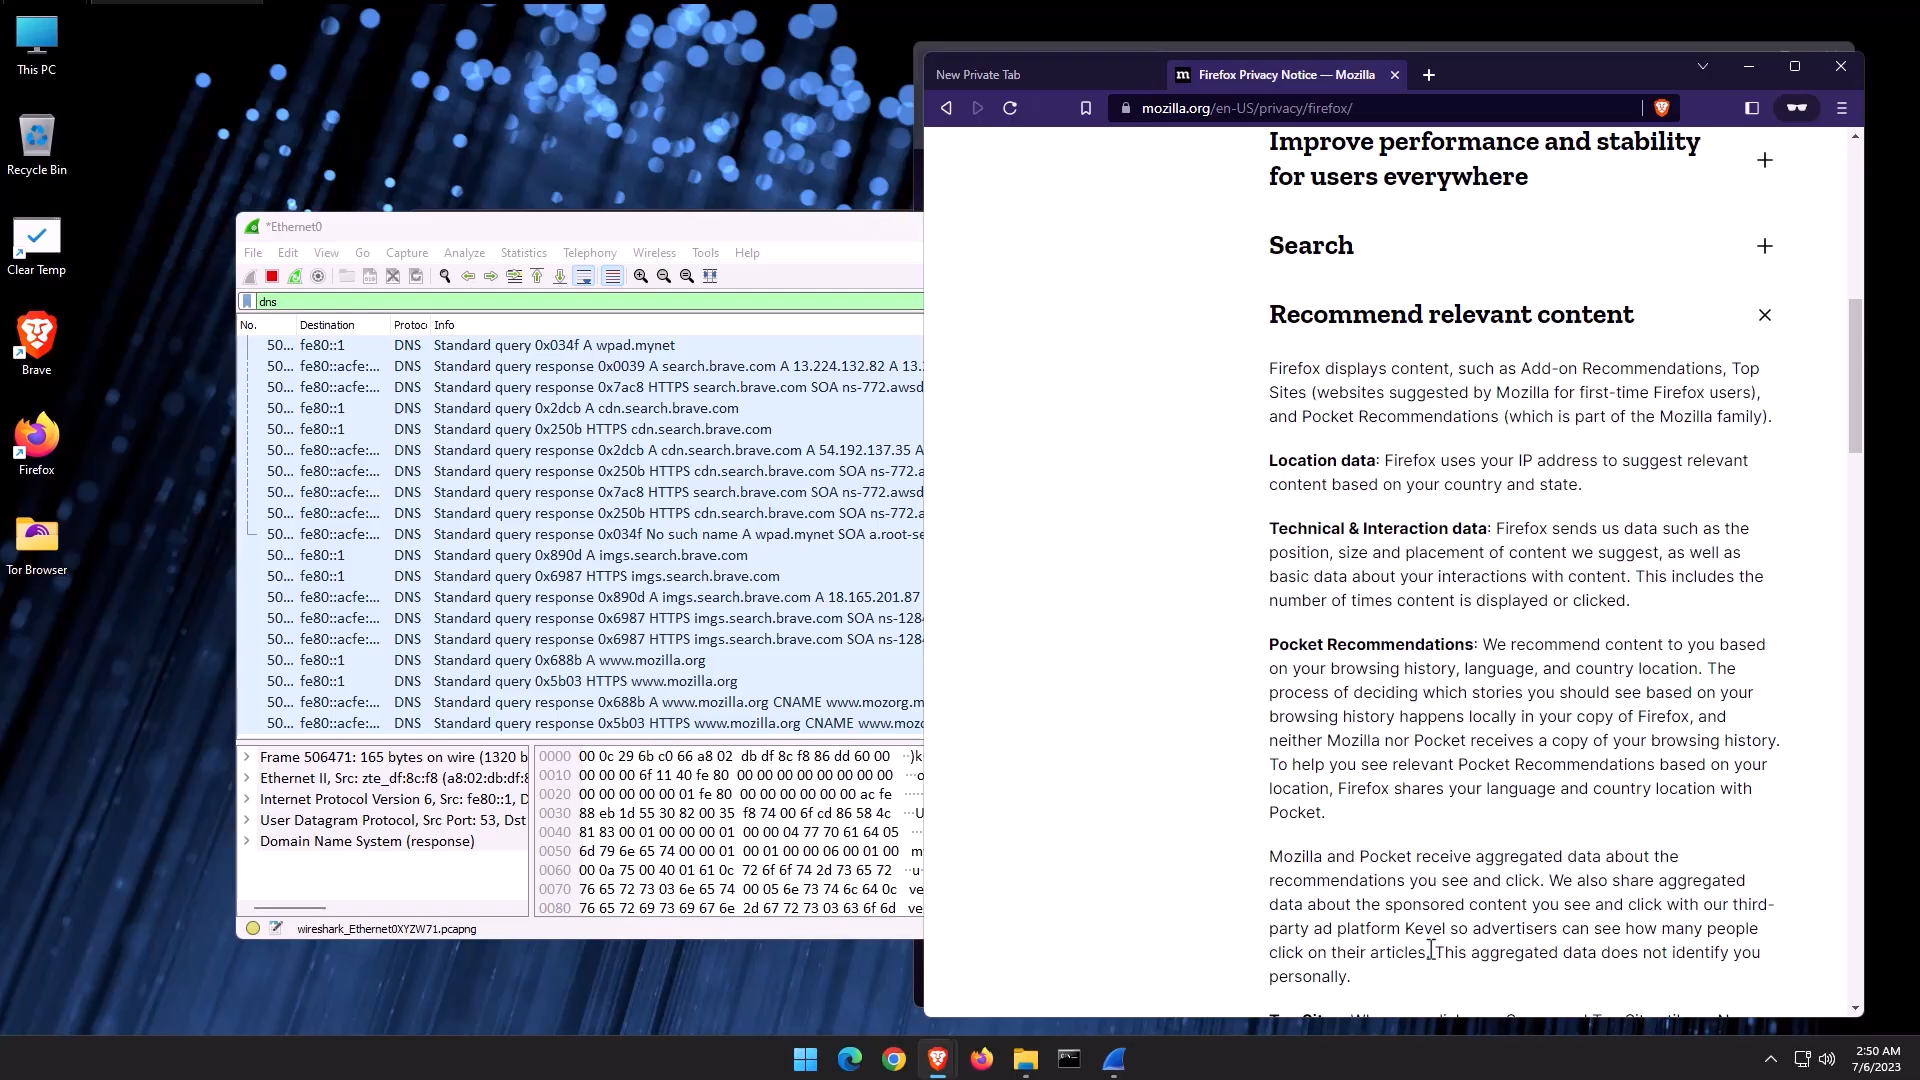 This PC
Recycle Bin
Clear Temp
Brave
Firefox
Tor Browser
*Ethernet0
File Edit View Go Capture Analyze Statistics Telephony Wireless Tools Help
dns
No. Destination Protoc Info
50... fe80::1 DNS Standard query 0x034f A wpad.mynet
50... fe80::acfe:... DNS Standard query response 0x0039 A search.brave.com A 13.224.132.82 A 13.
50... fe80::acfe:... DNS Standard query response 0x7ac8 HTTPS search.brave.com SOA ns-772.awsd
50... fe80::1 DNS Standard query 0x2dcb A cdn.search.brave.com
50... fe80::1 DNS Standard query 0x250b HTTPS cdn.search.brave.com
50... fe80::acfe:... DNS Standard query response 0x2dcb A cdn.search.brave.com A 54.192.137.35 A
50... fe80::acfe:... DNS Standard query response 0x250b HTTPS cdn.search.brave.com SOA ns-772.a
50... fe80::acfe:... DNS Standard query response 0x7ac8 HTTPS search.brave.com SOA ns-772.awsd
50... fe80::acfe:... DNS Standard query response 0x250b HTTPS cdn.search.brave.com SOA ns-772.a
50... fe80::acfe:... DNS Standard query response 0x034f No such name A wpad.mynet SOA a.root-se
50... fe80::1 DNS Standard query 0x890d A imgs.search.brave.com
50... fe80::1 DNS Standard query 0x6987 HTTPS imgs.search.brave.com
50... fe80::acfe:... DNS Standard query response 0x890d A imgs.search.brave.com A 18.165.201.87
50... fe80::acfe:... DNS Standard query response 0x6987 HTTPS imgs.search.brave.com SOA ns-128
50... fe80::acfe:... DNS Standard query response 0x6987 HTTPS imgs.search.brave.com SOA ns-128
50... fe80::1 DNS Standard query 0x688b A www.mozilla.org
50... fe80::1 DNS Standard query 0x5b03 HTTPS www.mozilla.org
50... fe80::acfe:... DNS Standard query response 0x688b A www.mozilla.org CNAME www.mozorg.m
50... fe80::acfe:... DNS Standard query response 0x5b03 HTTPS www.mozilla.org CNAME www.mozo
Frame 506471: 165 bytes on wire (1320 b
Ethernet II, Src: zte_df:8c:f8 (a8:02:db:df:8
Internet Protocol Version 6, Src: fe80::1, D
User Datagram Protocol, Src Port: 53, Dst
Domain Name System (response)
0000 00 0c 29 6b c0 66 a8 02 db df 8c f8 86 dd 60 00 ··)k
0010 00 00 00 6f 11 40 fe 80 00 00 00 00 00 00 00 00 ···o
0020 00 00 00 00 00 01 fe 80 00 00 00 00 00 00 ac fe ····
0030 88 eb 1d 55 30 82 00 35 f8 74 00 6f cd 86 58 4c ···U
0040 81 83 00 01 00 00 00 01 00 00 04 77 70 61 64 05 ····
0050 6d 79 6e 65 74 00 00 01 00 01 00 00 06 00 01 00 my
0060 00 0a 75 00 40 01 61 0c 72 6f 6f 74 2d 73 65 72 ··u·
0070 76 65 72 73 03 6e 65 74 00 05 6e 73 74 6c 64 0c ve
0080 76 65 72 69 73 69 67 6e 2d 67 72 73 03 63 6f 6d ve
wireshark_Ethernet0XYZW71.pcapng
New Private Tab
m Firefox Privacy Notice — Mozilla
mozilla.org/en-US/privacy/firefox/
Improve performance and stability
for users everywhere
Search
Recommend relevant content
Firefox displays content, such as Add-on Recommendations, Top
Sites (websites suggested by Mozilla for first-time Firefox users),
and Pocket Recommendations (which is part of the Mozilla family).
Location data: Firefox uses your IP address to suggest relevant
content based on your country and state.
Technical & Interaction data: Firefox sends us data such as the
position, size and placement of content we suggest, as well as
basic data about your interactions with content. This includes the
number of times content is displayed or clicked.
Pocket Recommendations: We recommend content to you based
on your browsing history, language, and country location. The
process of deciding which stories you should see based on your
browsing history happens locally in your copy of Firefox, and
neither Mozilla nor Pocket receives a copy of your browsing history.
To help you see relevant Pocket Recommendations based on your
location, Firefox shares your language and country location with
Pocket.
Mozilla and Pocket receive aggregated data about the
recommendations you see and click. We also share aggregated
data about the sponsored content you see and click with our third-
party ad platform Kevel so advertisers can see how many people
click on their articles. This aggregated data does not identify you
personally.
2:50 AM
7/6/2023